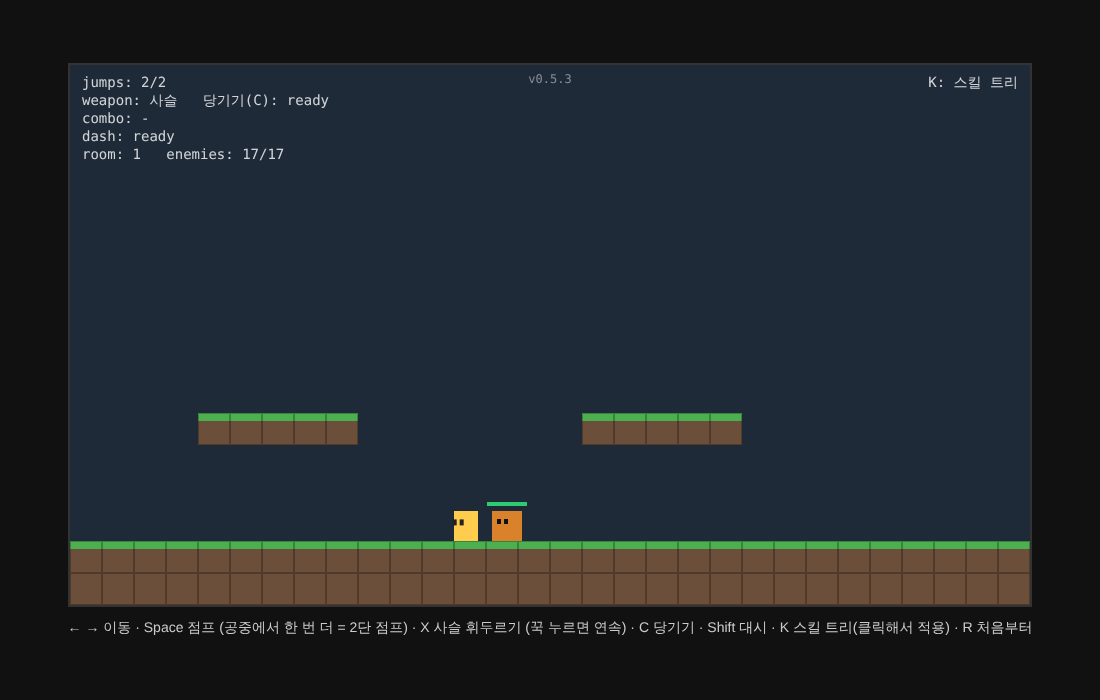 jumps: 2/2
v0.5.3
K: 스킬 트리
weapon: 사슬 당기기(C): ready
combo: -
dash: ready
room: 1 enemies: 17/17
← → 이동 · Space 점프 (공중에서 한 번 더 = 2단 점프) · X 사슬 휘두르기 (꾹 누르면 연속) · C 당기기 · Shift 대시 · K 스킬 트리(클릭해서 적용) · R 처음부터